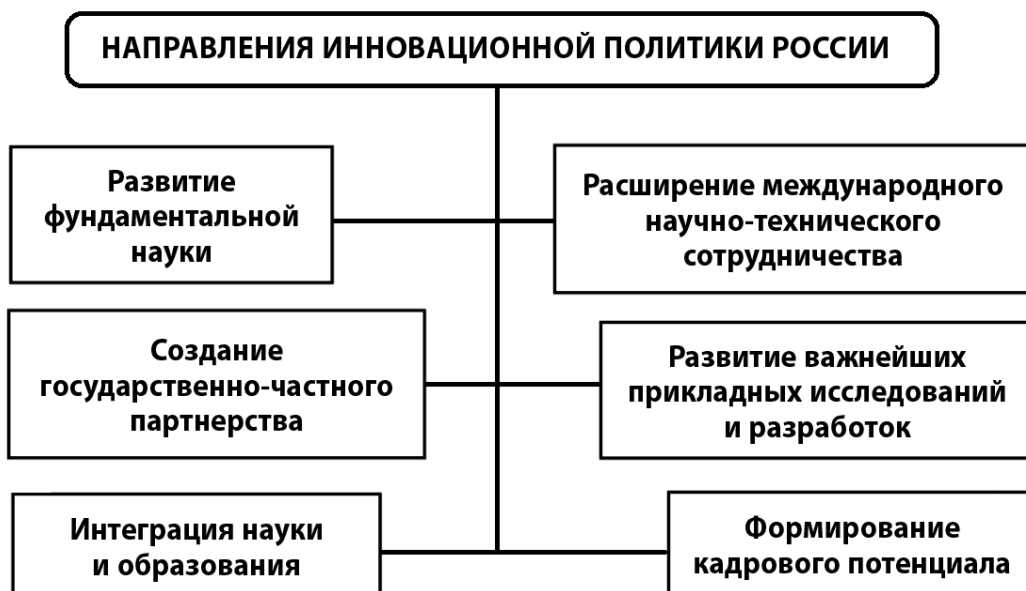 НАПРАВЛЕНИЯ ИННОВАЦИОННОЙ ПОЛИТИКИ РОССИИ
Развитие
фундаментальной
науки
Расширение международного
научно-технического
сотрудничества
Создание
государственно-частного
партнерства
Развитие важнейших
прикладных исследований
и разработок
Интеграция науки
и образования
Формирование
кадрового потенциала